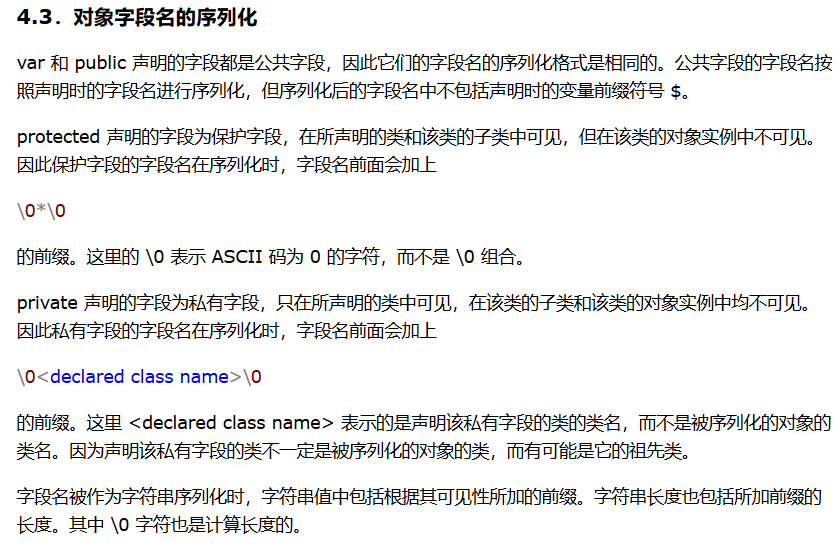 4.3．对象字段名的序列化
var 和 public 声明的字段都是公共字段，因此它们的字段名的序列化格式是相同的。公共字段的字段名按
照声明时的字段名进行序列化，但序列化后的字段名中不包括声明时的变量前缀符号 $。
protected 声明的字段为保护字段，在所声明的类和该类的子类中可见，但在该类的对象实例中不可见。
因此保护字段的字段名在序列化时，字段名前面会加上
\0*\0
的前缀。这里的 \0 表示 ASCII 码为 0 的字符，而不是 \0 组合。
private 声明的字段为私有字段，只在所声明的类中可见，在该类的子类和该类的对象实例中均不可见。
因此私有字段的字段名在序列化时，字段名前面会加上
\0<declared class name>\0
的前缀。这里 <declared class name> 表示的是声明该私有字段的类的类名，而不是被序列化的对象的
类名。因为声明该私有字段的类不一定是被序列化的对象的类，而有可能是它的祖先类。
字段名被作为字符串序列化时，字符串值中包括根据其可见性所加的前缀。字符串长度也包括所加前缀的
长度。其中 \0 字符也是计算长度的。